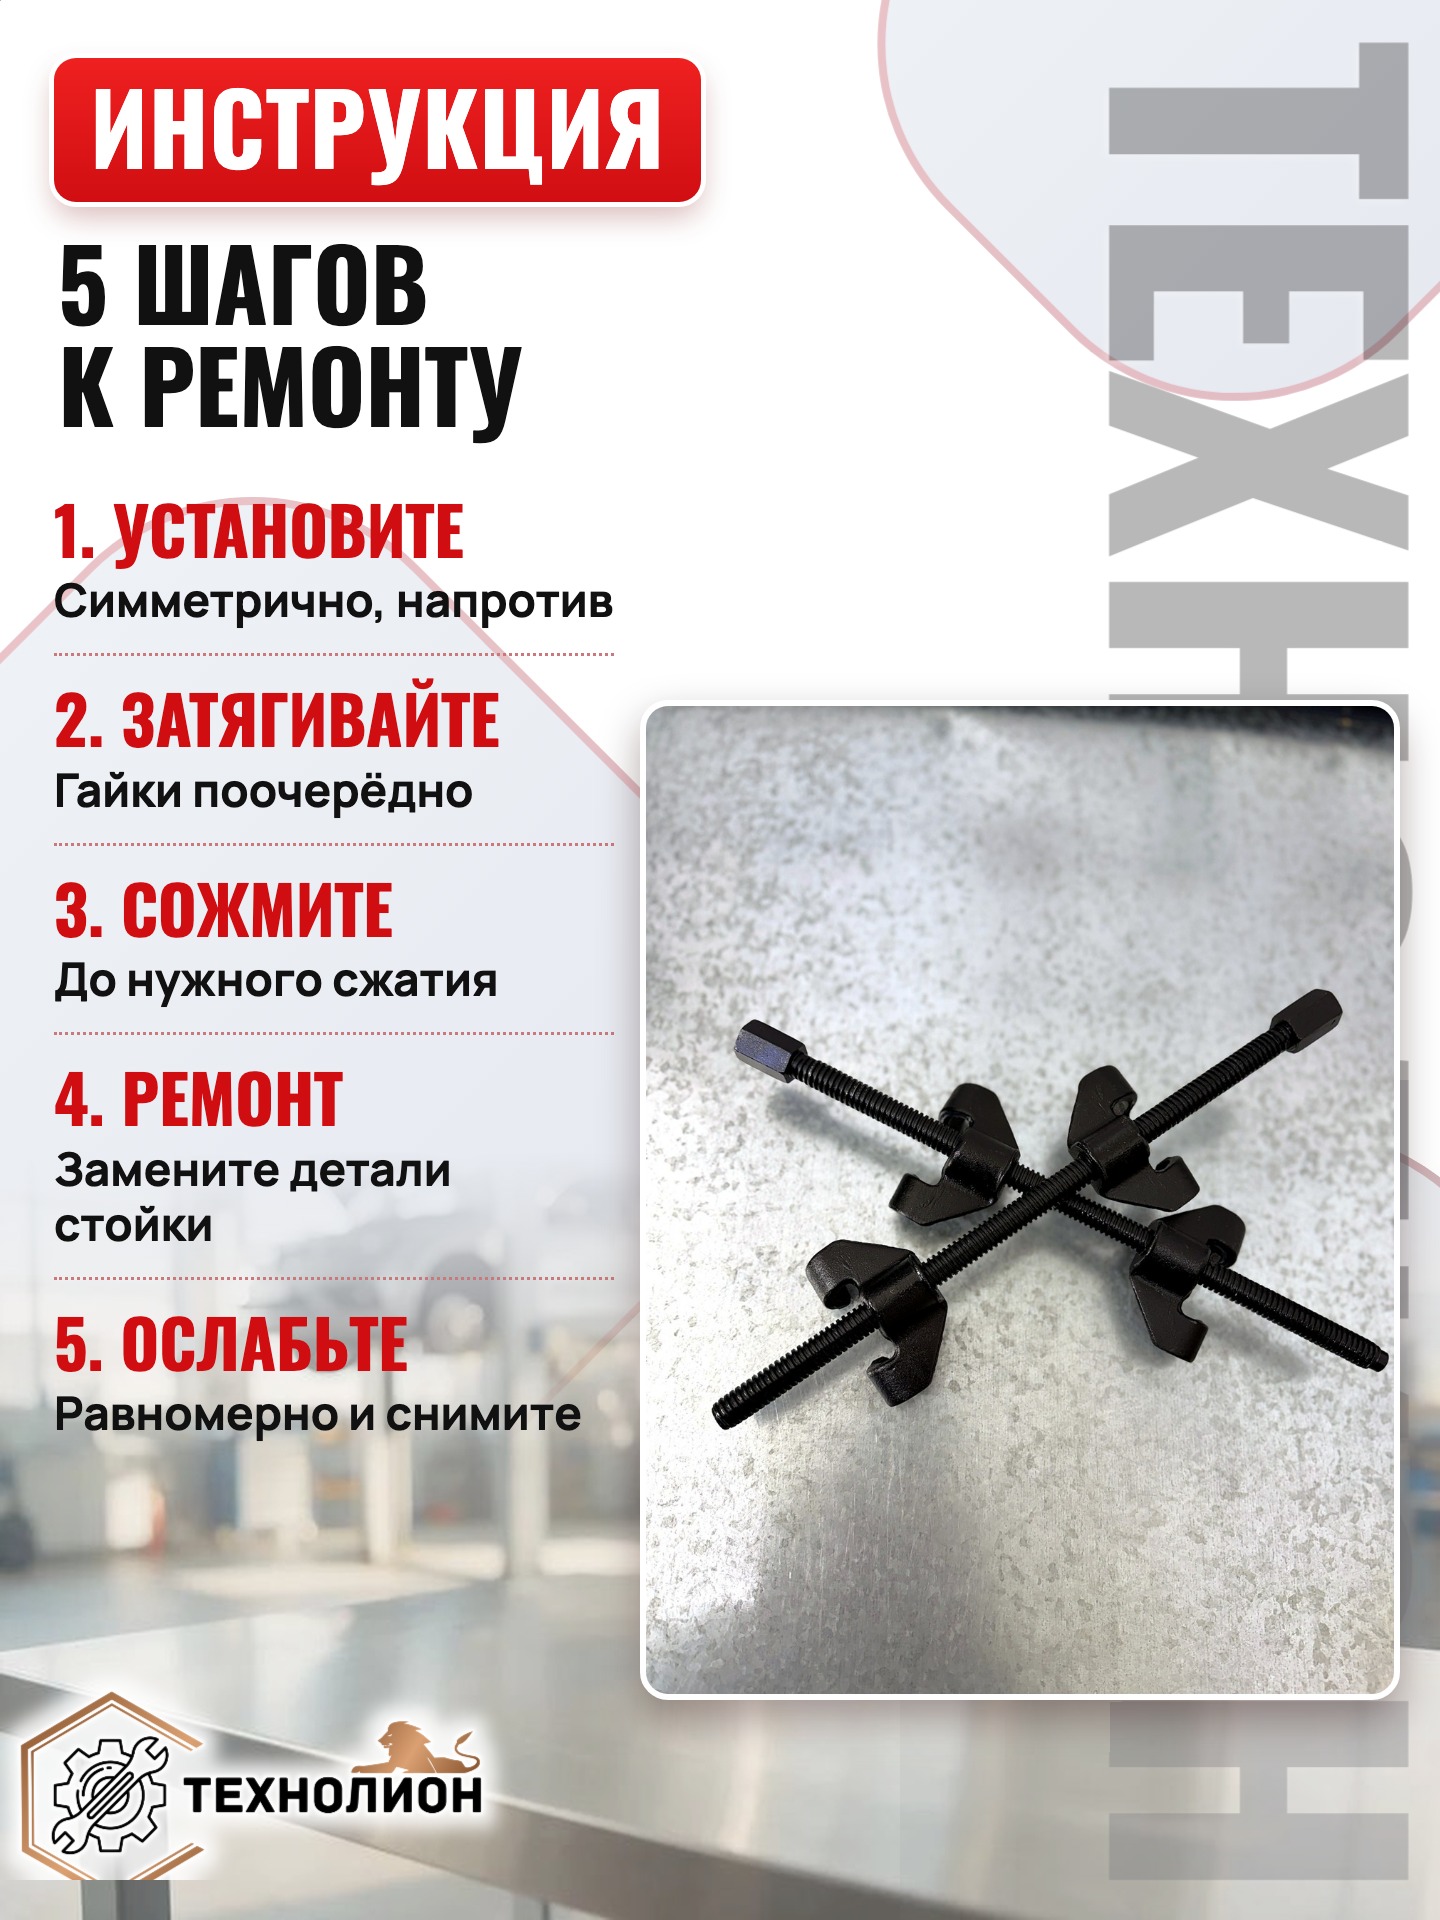 ИНСТРУКЦИЯ
5 ШАГОВ
К РЕМОНТУ
1. УСТАНОВИТЕ
Симметрично, напротив
2. ЗАТЯГИВАЙТЕ
Гайки поочерёдно
3. СОЖМИТЕ
До нужного сжатия
4. РЕМОНТ
Замените детали
стойки
5. ОСЛАБЬТЕ
Равномерно и снимите
ТЕХНОЛИОН